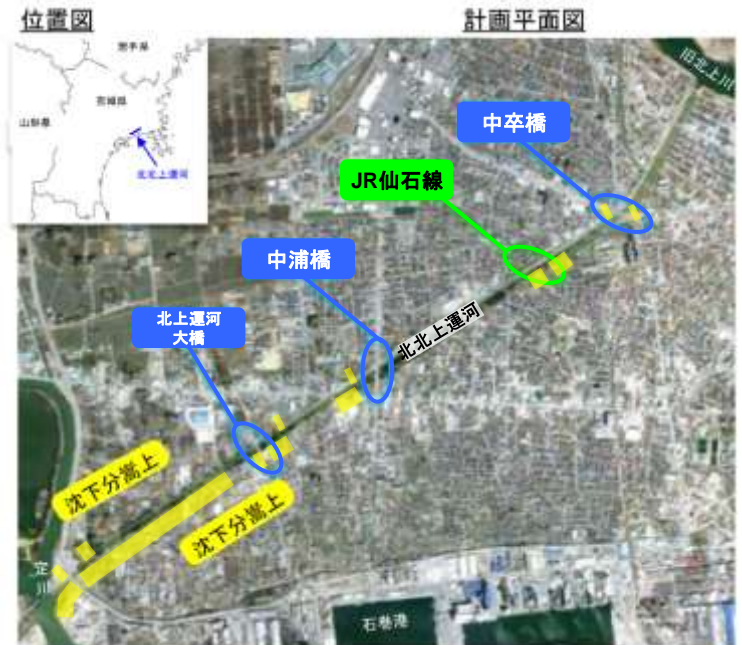 位置図
計画平面図
岩手県
宮城県
山形県
北北上運河
旧北上川
中卒橋
JR仙石線
中浦橋
北上運河
大橋
北北上運河
沈下分嵩上
沈下分嵩上
定川
石巻港